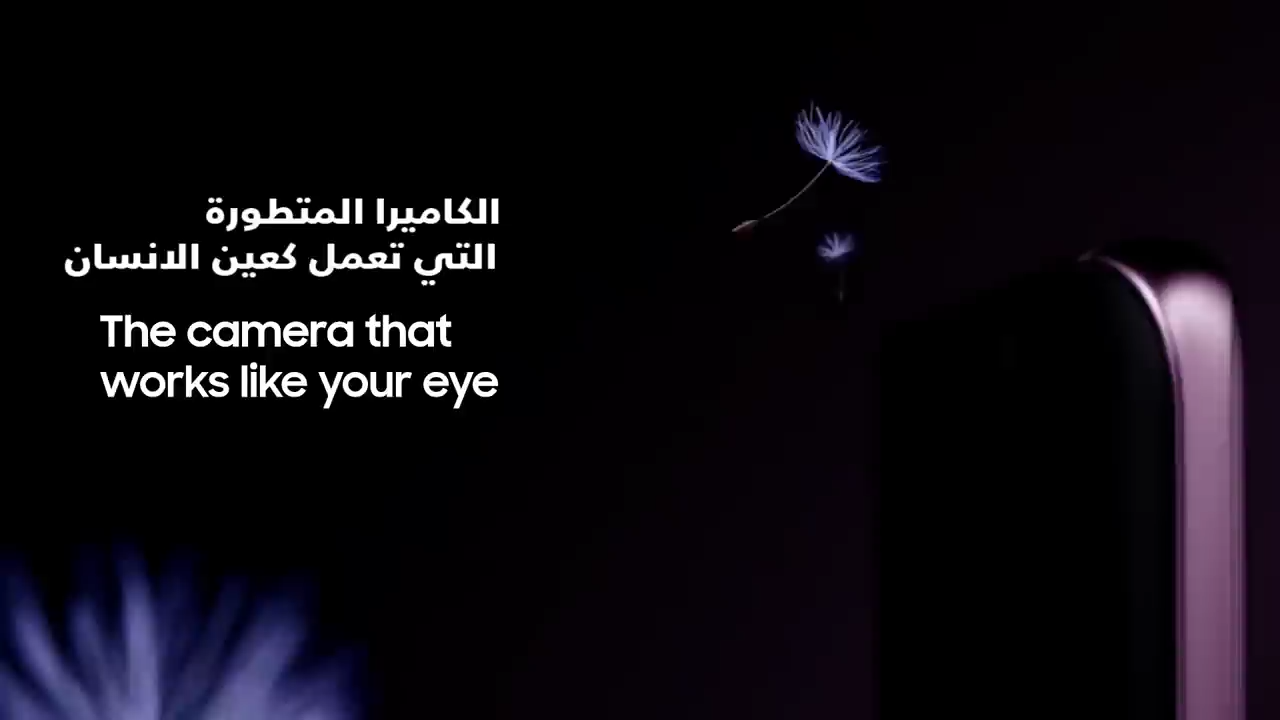 الكاميرا المتطورة
التي تعمل كعين الانسان
The camera that
works like your eye